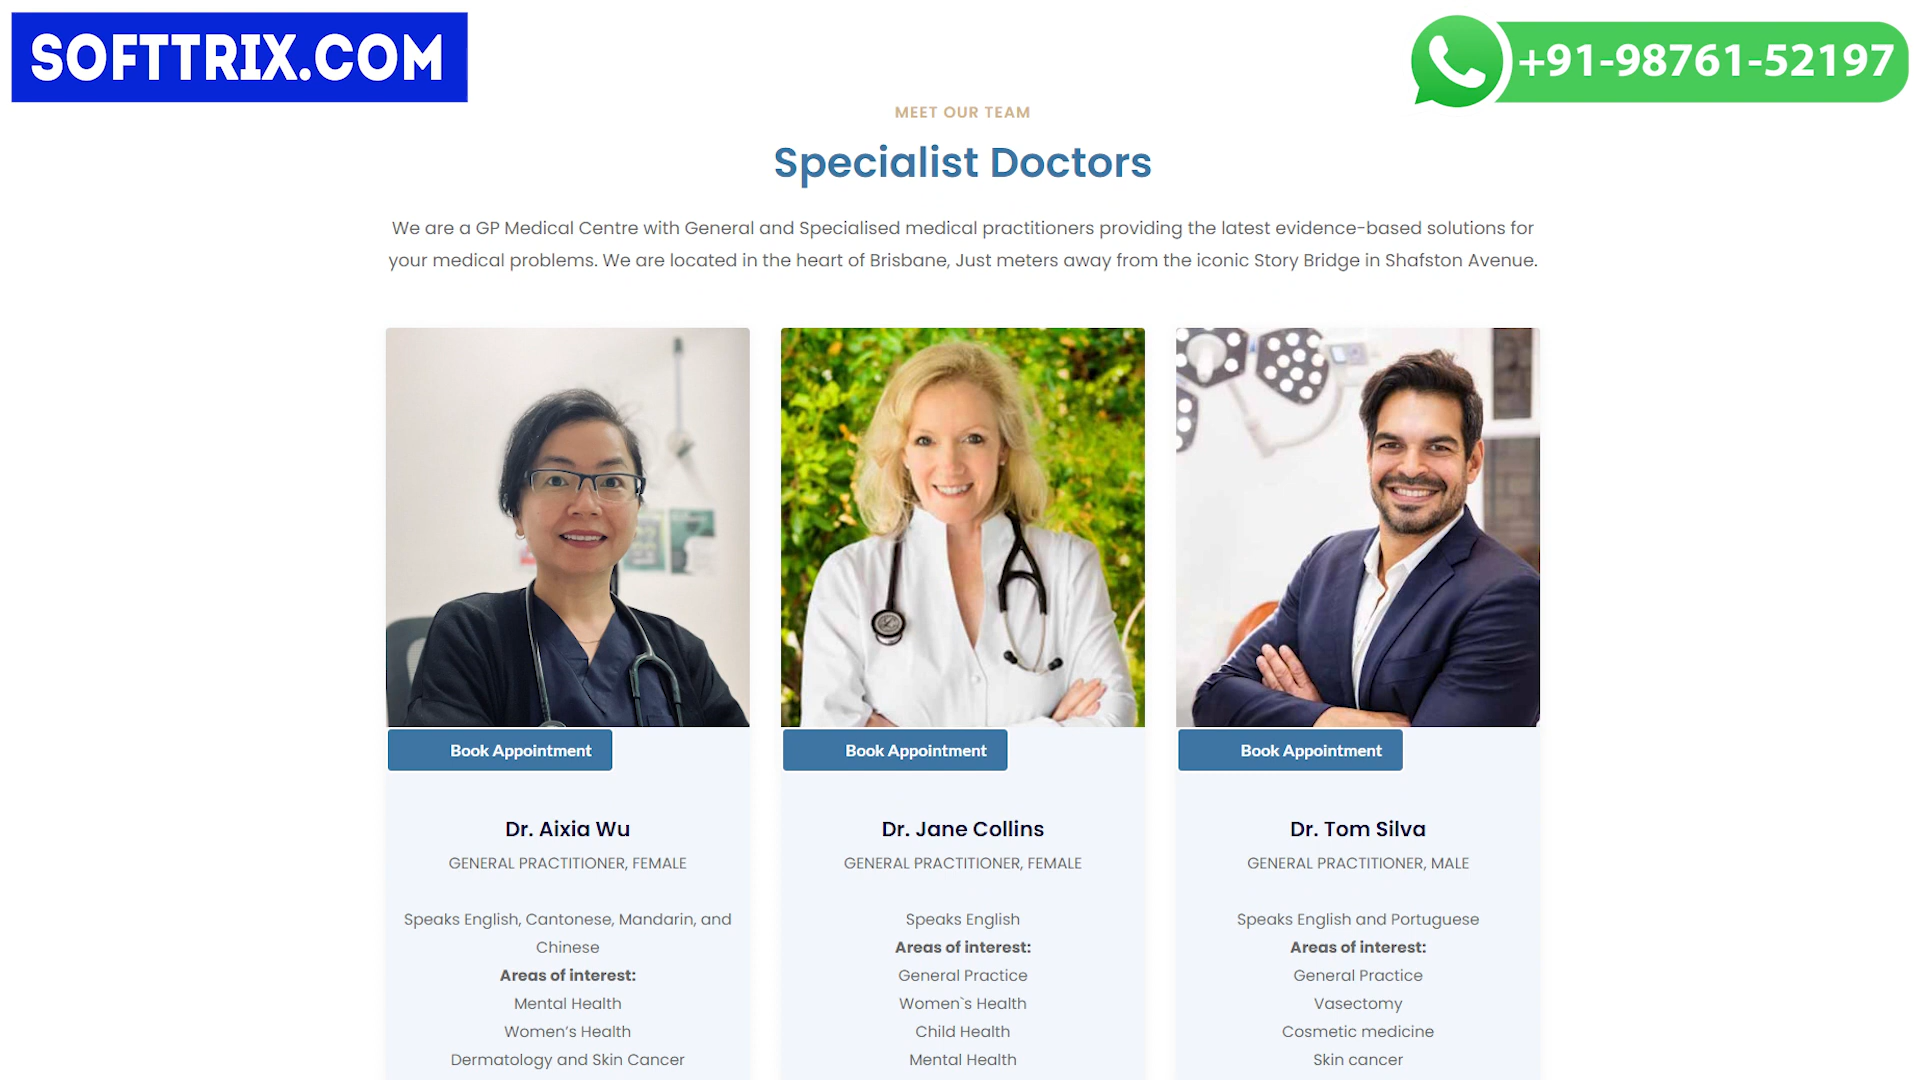 SOFTTRIX.COM
+91-98761-52197
MEET OUR TEAM
Specialist Doctors
We are a GP Medical Centre with General and Specialised medical practitioners providing the latest evidence-based solutions for
your medical problems. We are located in the heart of Brisbane, Just meters away from the iconic Story Bridge in Shafston Avenue.
Book Appointment
Dr. Aixia Wu
GENERAL PRACTITIONER, FEMALE
Speaks English, Cantonese, Mandarin, and
Chinese
Areas of interest:
Mental Health
Women’s Health
Dermatology and Skin Cancer
Book Appointment
Dr. Jane Collins
GENERAL PRACTITIONER, FEMALE
Speaks English
Areas of interest:
General Practice
Women`s Health
Child Health
Mental Health
Book Appointment
Dr. Tom Silva
GENERAL PRACTITIONER, MALE
Speaks English and Portuguese
Areas of interest:
General Practice
Vasectomy
Cosmetic medicine
Skin cancer